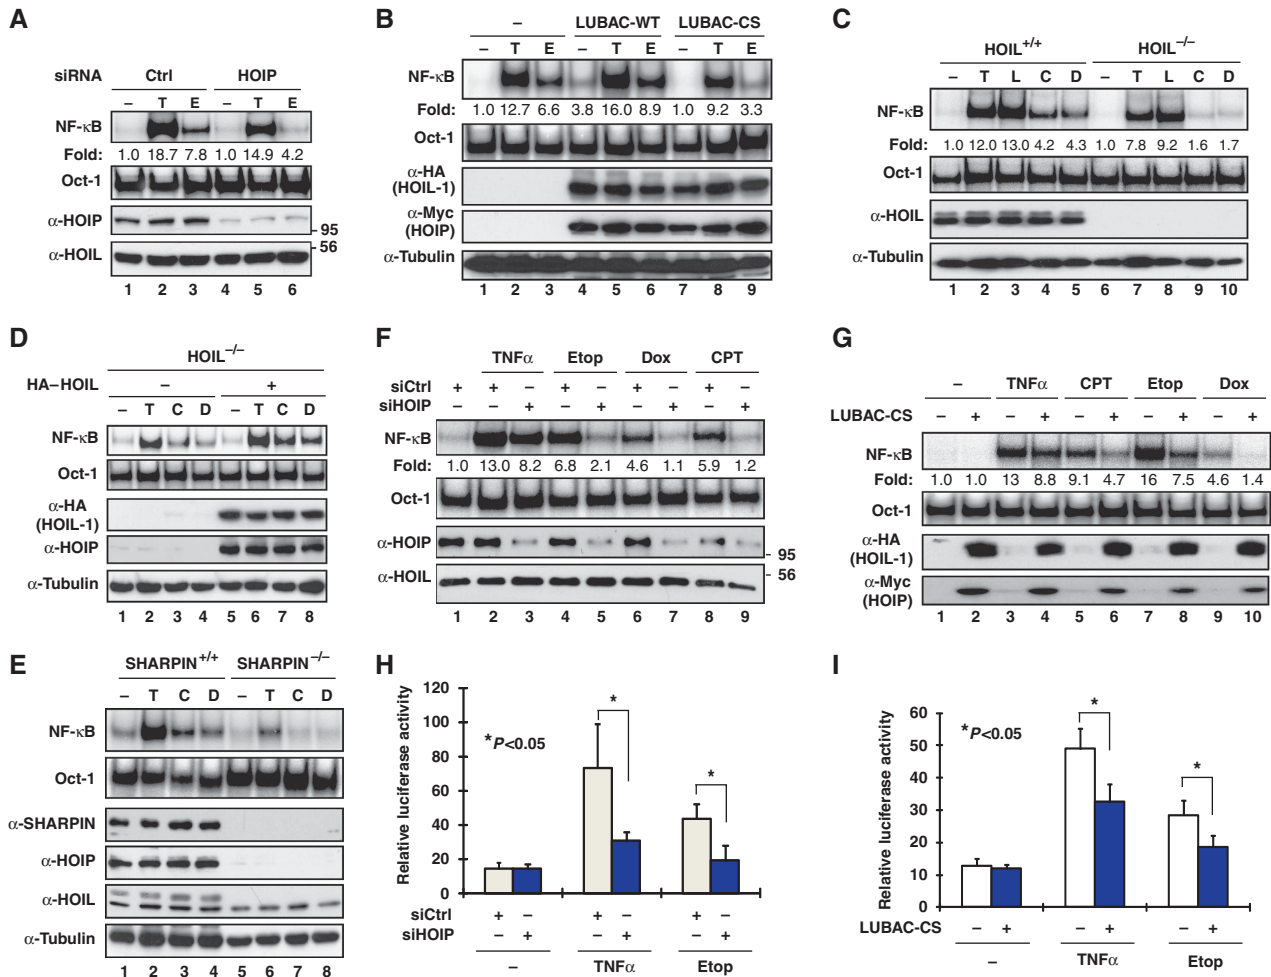 A
siRNA Ctrl HOIP
– T E – T E
NF-κB
Fold: 1.0 18.7 7.8 1.0 14.9 4.2
Oct-1
α-HOIP
95
56
α-HOIL
1 2 3 4 5 6
B
– LUBAC-WT LUBAC-CS
– T E – T E – T E
NF-κB
Fold: 1.0 12.7 6.6 3.8 16.0 8.9 1.0 9.2 3.3
Oct-1
α-HA
(HOIL-1)
α-Myc
(HOIP)
α-Tubulin
1 2 3 4 5 6 7 8 9
C
HOIL+/+ HOIL–/–
– T L C D – T L C D
NF-κB
Fold: 1.0 12.0 13.0 4.2 4.3 1.0 7.8 9.2 1.6 1.7
Oct-1
α-HOIL
α-Tubulin
1 2 3 4 5 6 7 8 9 10
D
HOIL–/–
HA–HOIL – +
– T C D – T C D
NF-κB
Oct-1
α-HA
(HOIL-1)
α-HOIP
α-Tubulin
1 2 3 4 5 6 7 8
F
TNFα Etop Dox CPT
siCtrl + + – + – + – + –
siHOIP – – + – + – + – +
NF-κB
Fold: 1.0 13.0 8.2 6.8 2.1 4.6 1.1 5.9 1.2
Oct-1
α-HOIP
95
56
α-HOIL
1 2 3 4 5 6 7 8 9
G
– TNFα CPT Etop Dox
LUBAC-CS – + – + – + – + – +
NF-κB
Fold: 1.0 1.0 13 8.8 9.1 4.7 16 7.5 4.6 1.4
Oct-1
α-HA
(HOIL-1)
α-Myc
(HOIP)
1 2 3 4 5 6 7 8 9 10
E
SHARPIN+/+ SHARPIN–/–
– T C D – T C D
NF-κB
Oct-1
α-SHARPIN
α-HOIP
α-HOIL
α-Tubulin
1 2 3 4 5 6 7 8
H
Relative luciferase activity
120
100
80
60
40
20
0
*P<0.05
*
*
siCtrl + – + – + –
siHOIP – + – + – +
– TNFα Etop
I
Relative luciferase activity
60
50
40
30
20
10
0
*P<0.05
*
*
LUBAC-CS – + – + – +
– TNFα Etop